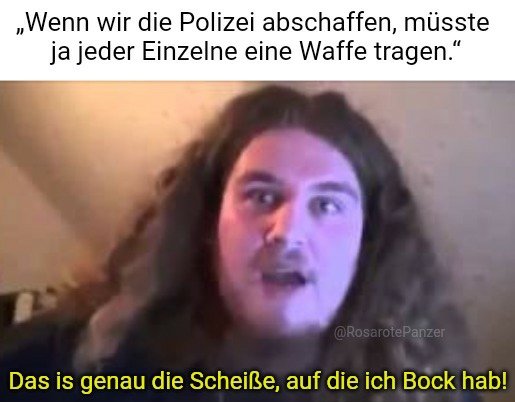 „Wenn wir die Polizei abschaffen, müsste
ja jeder Einzelne eine Waffe tragen.“
@RosarotePanzer
Das is genau die Scheiße, auf die ich Bock hab!